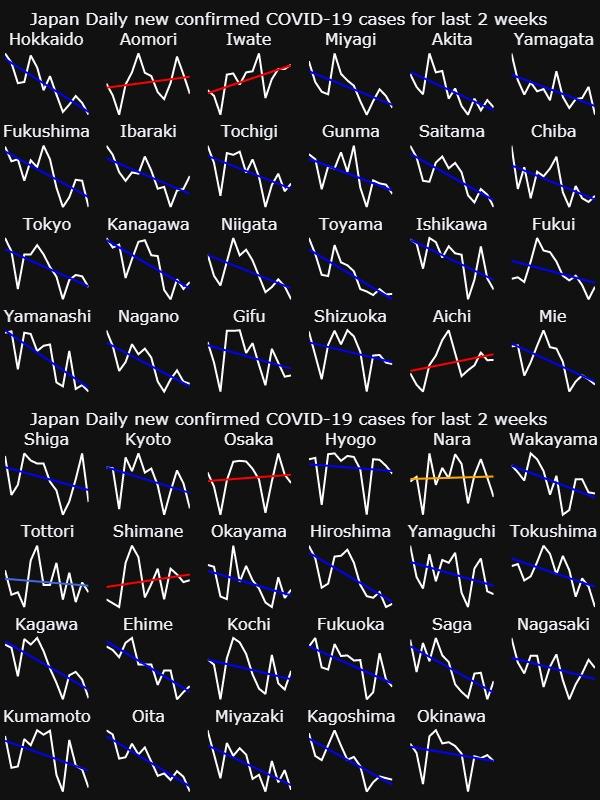 Japan Daily new confirmed COVID-19 cases for last 2 weeks
Hokkaido Aomori Iwate Miyagi Akita Yamagata
Fukushima Ibaraki Tochigi Gunma Saitama Chiba
Tokyo Kanagawa Niigata Toyama Ishikawa Fukui
Yamanashi Nagano Gifu Shizuoka Aichi Mie
Japan Daily new confirmed COVID-19 cases for last 2 weeks
Shiga Kyoto Osaka Hyogo Nara Wakayama
Tottori Shimane Okayama Hiroshima Yamaguchi Tokushima
Kagawa Ehime Kochi Fukuoka Saga Nagasaki
Kumamoto Oita Miyazaki Kagoshima Okinawa